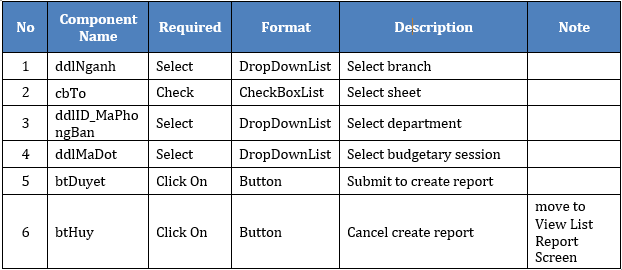 No Component Name Required Format Description Note
1 ddlNganh Select DropDownList Select branch
2 cbTo Check CheckBoxList Select sheet
3 ddlID_MaPho
ngBan Select DropDownList Select department
4 ddlMaDot Select DropDownList Select budgetary session
5 btDuyet Click On Button Submit to create report
6 btHuy Click On Button Cancel create report move to
View List
Report
Screen